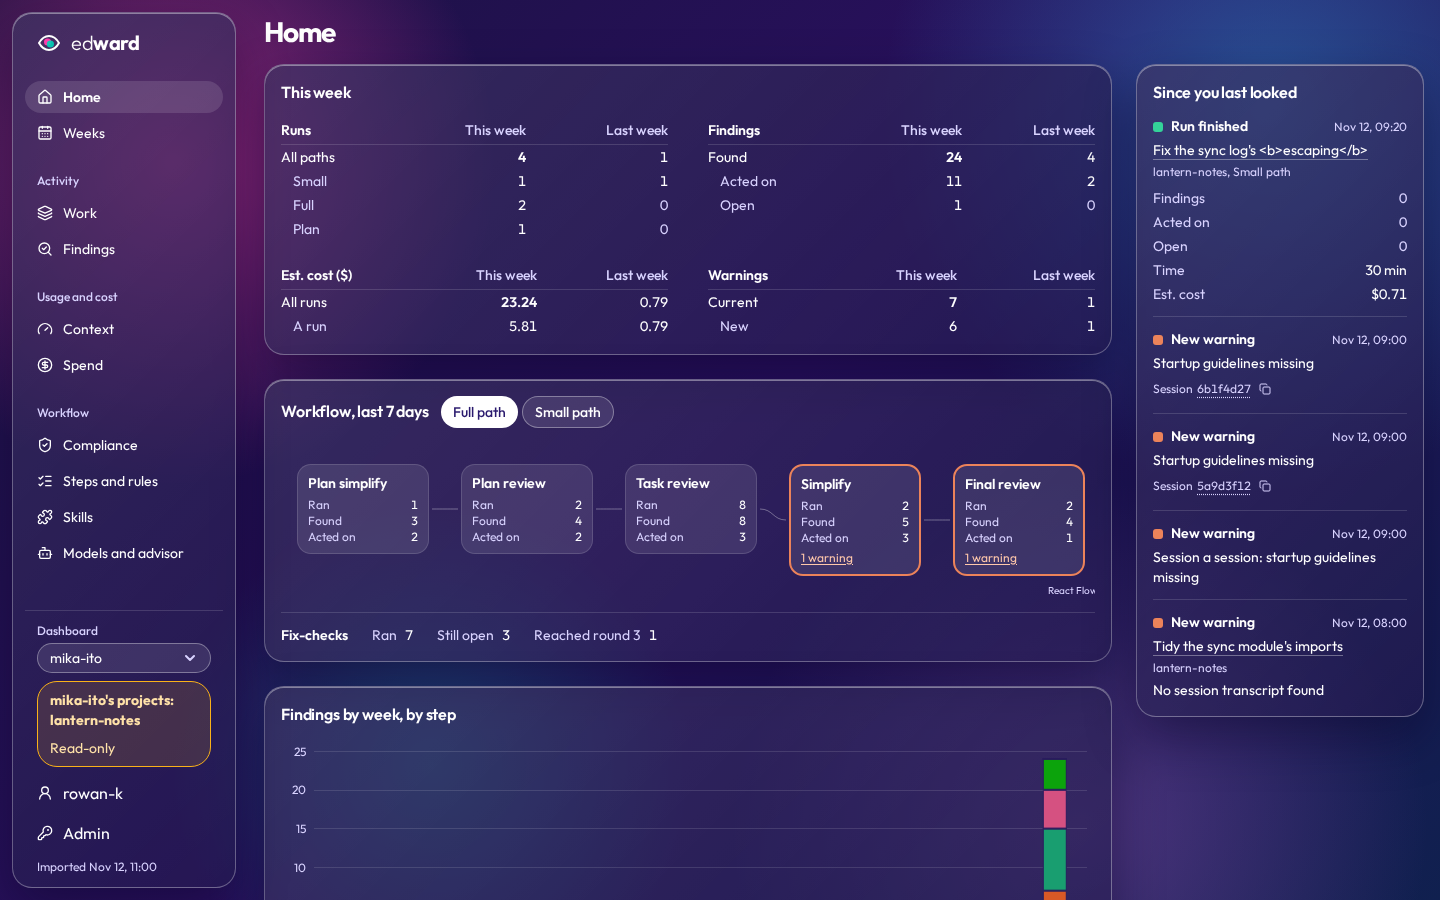 edward
Home
Weeks
Activity
Work
Findings
Usage and cost
Context
Spend
Workflow
Compliance
Steps and rules
Skills
Models and advisor
Dashboard
mika-ito
mika-ito's projects:
lantern-notes
Read-only
rowan-k
Admin
Imported Nov 12, 11:00
Home
This week
Runs This week Last week
All paths 4 1
Small 1 1
Full 2 0
Plan 1 0
Findings This week Last week
Found 24 4
Acted on 11 2
Open 1 0
Est. cost ($) This week Last week
All runs 23.24 0.79
A run 5.81 0.79
Warnings This week Last week
Current 7 1
New 6 1
Workflow, last 7 days Full path Small path
Plan simplify
Ran 1
Found 3
Acted on 2
Plan review
Ran 2
Found 4
Acted on 2
Task review
Ran 8
Found 8
Acted on 3
Simplify
Ran 2
Found 5
Acted on 3
1 warning
Final review
Ran 2
Found 4
Acted on 1
1 warning
React Flow
Fix-checks Ran 7 Still open 3 Reached round 3 1
Findings by week, by step
25
20
15
10
Since you last looked
Run finished Nov 12, 09:20
Fix the sync log's <b>escaping</b>
lantern-notes, Small path
Findings 0
Acted on 0
Open 0
Time 30 min
Est. cost $0.71
New warning Nov 12, 09:00
Startup guidelines missing
Session 6b1f4d27
New warning Nov 12, 09:00
Startup guidelines missing
Session 5a9d3f12
New warning Nov 12, 09:00
Session a session: startup guidelines
missing
New warning Nov 12, 08:00
Tidy the sync module's imports
lantern-notes
No session transcript found